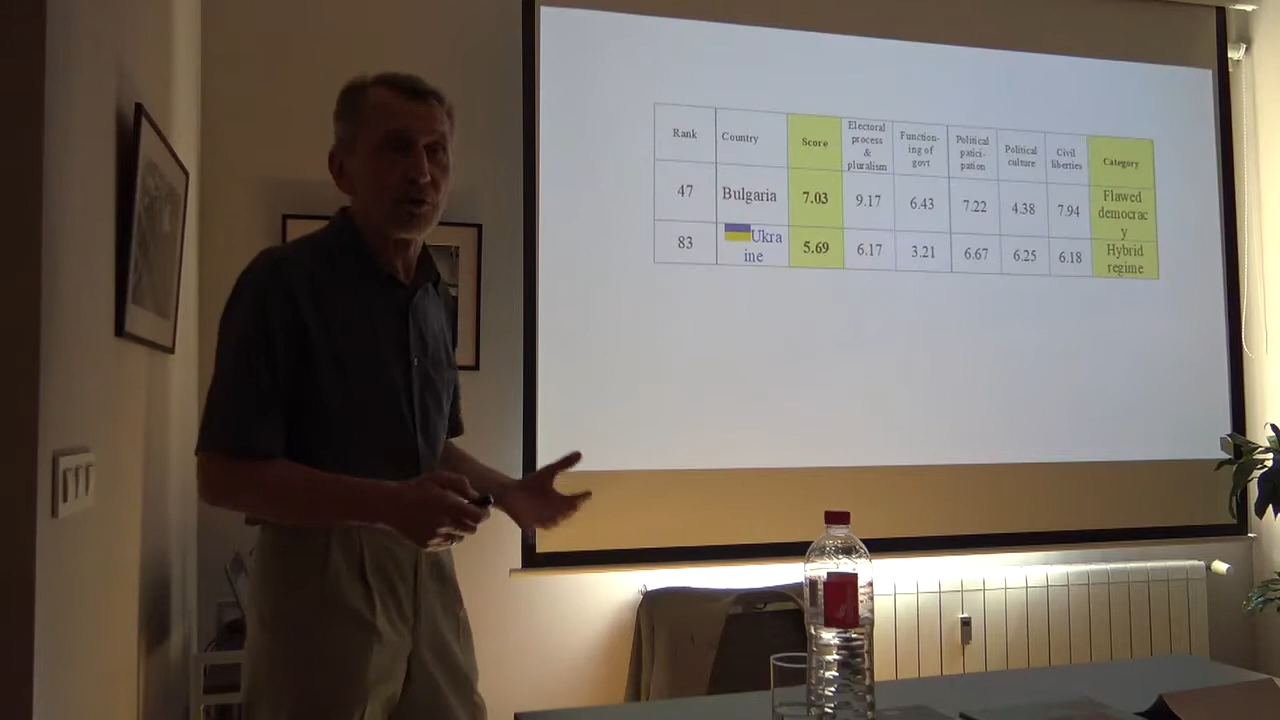 Rank Country Score Electoral process & pluralism Function-ing of govt Political patici-pation Political culture Civil liberties Category
47 Bulgaria 7.03 9.17 6.43 7.22 4.38 7.94 Flawed democrac y
83 Ukra ine 5.69 6.17 3.21 6.67 6.25 6.18 Hybrid regime